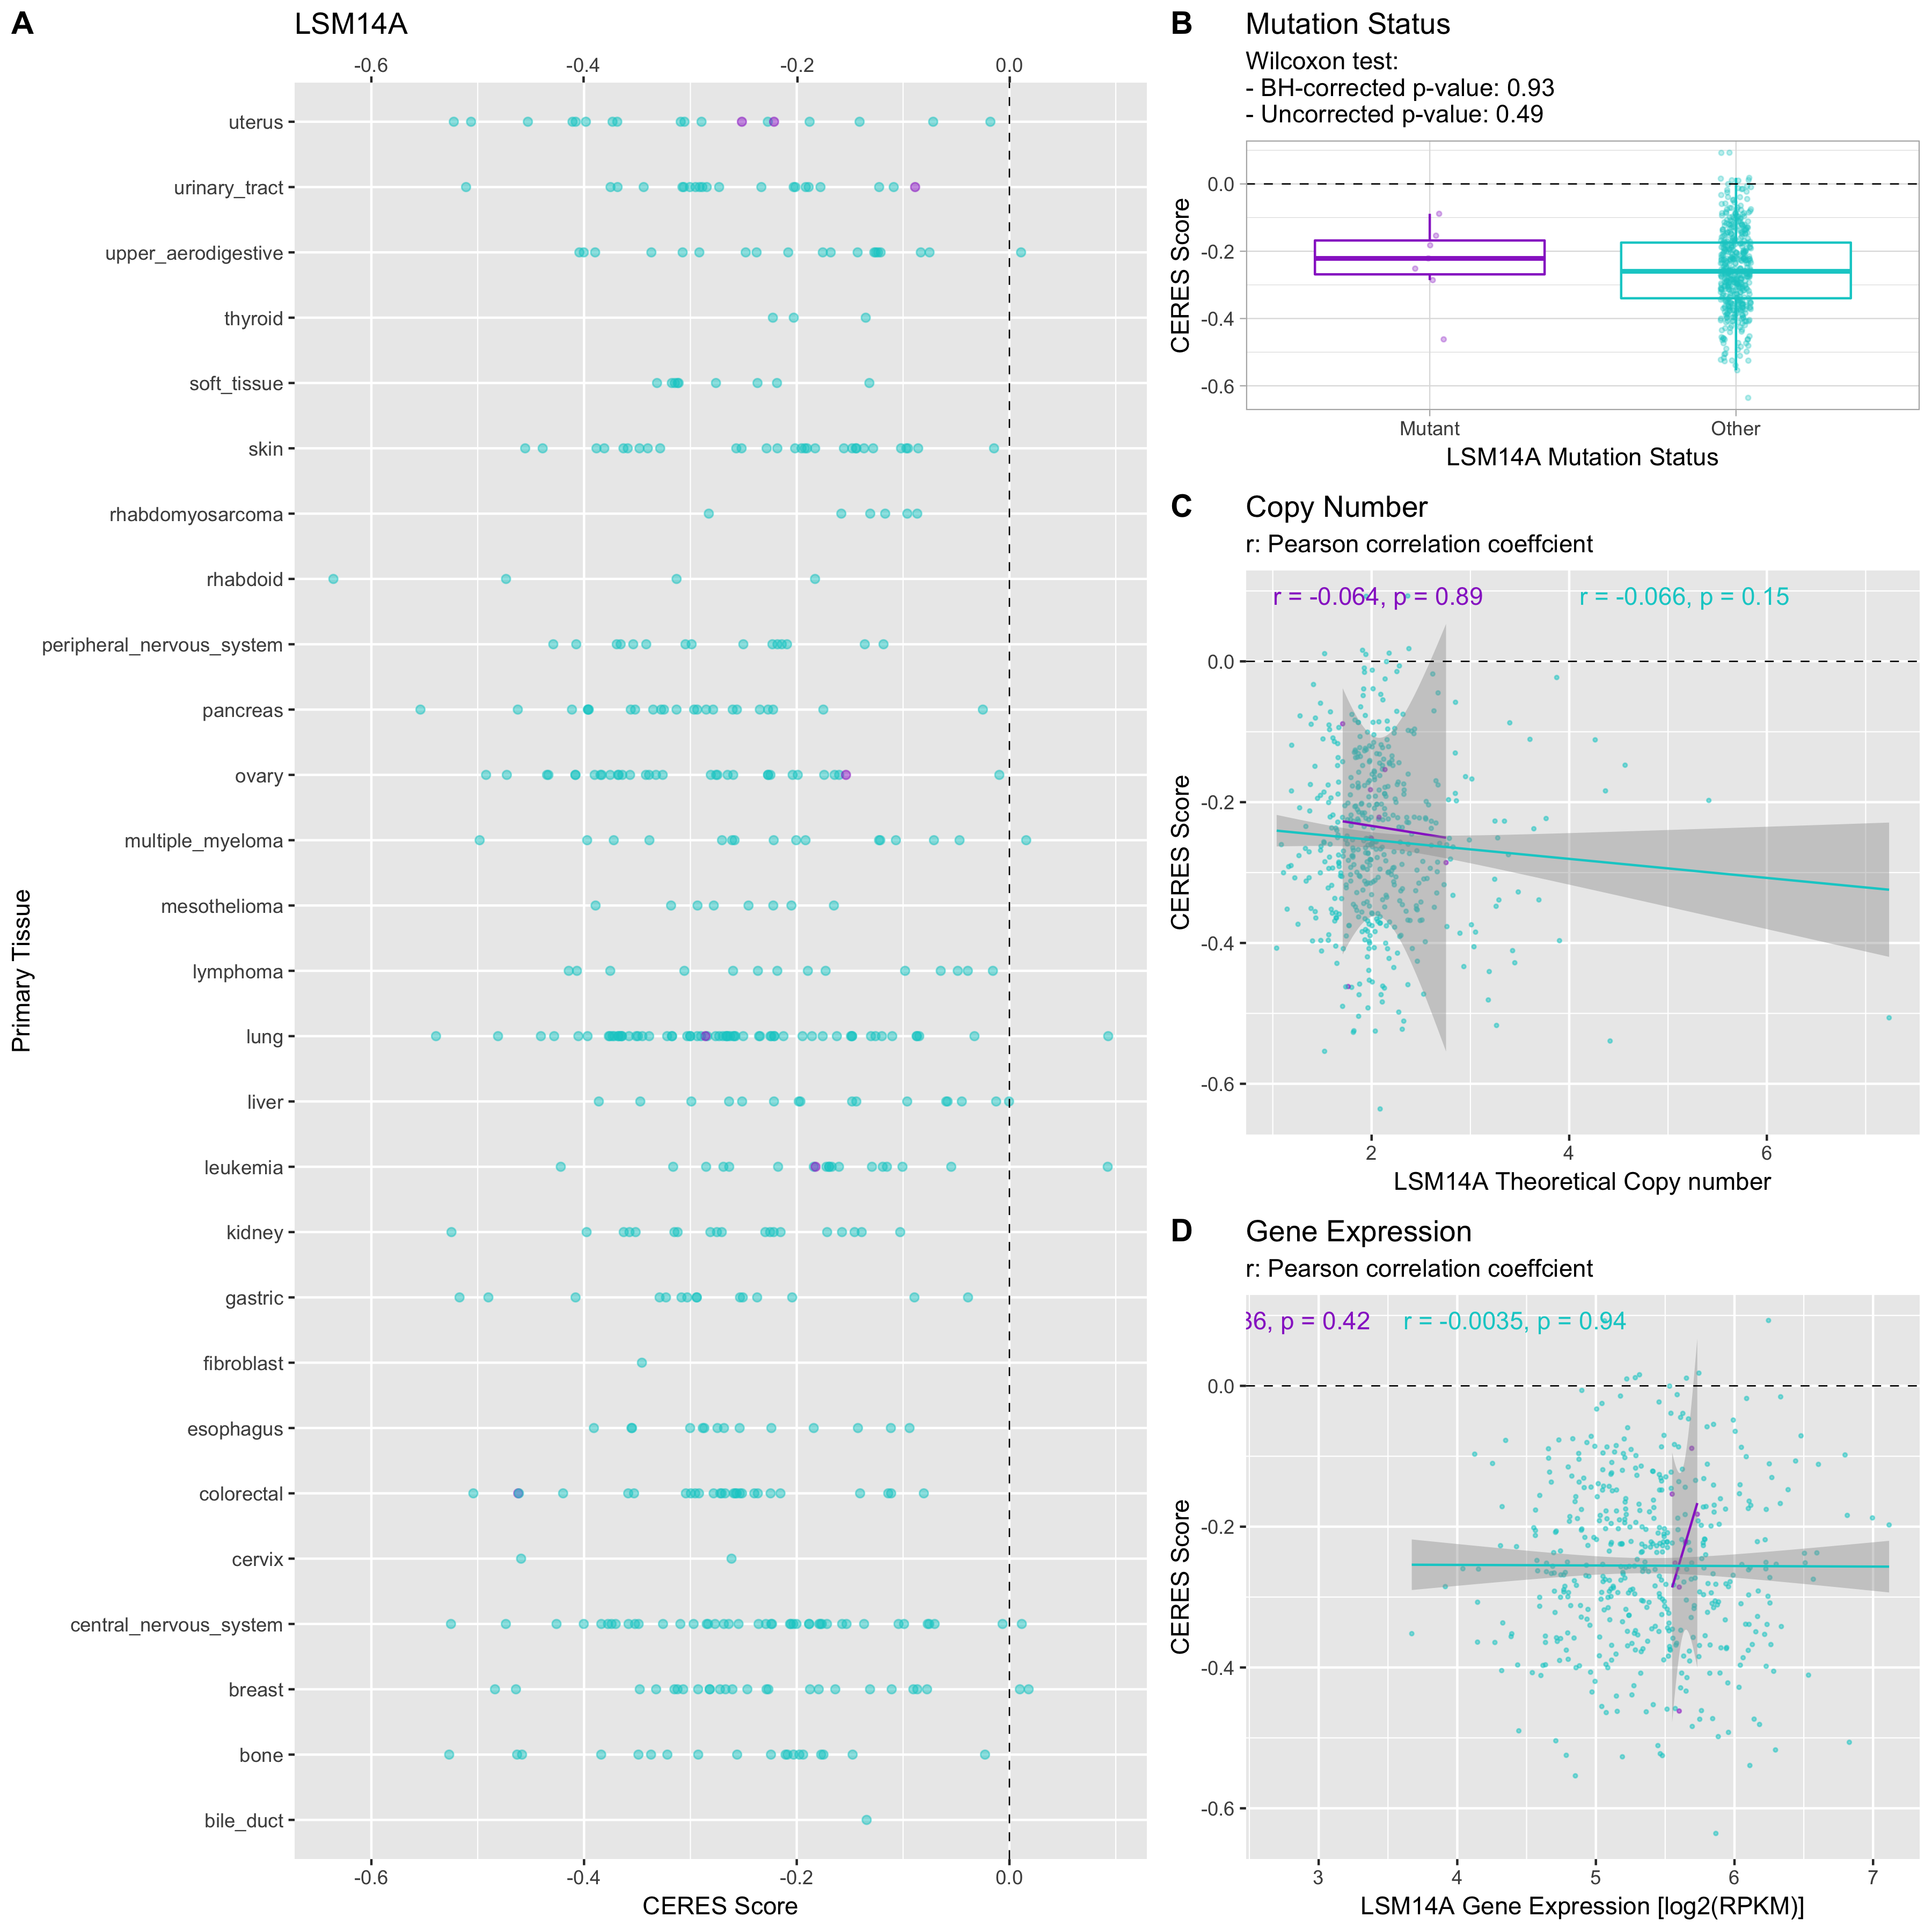 A
LSM14A
-0.6 -0.4 -0.2 0.0
uterus
urinary_tract
upper_aerodigestive
thyroid
soft_tissue
skin
rhabdomyosarcoma
rhabdoid
peripheral_nervous_system
pancreas
ovary
multiple_myeloma
mesothelioma
lymphoma
lung
liver
leukemia
kidney
gastric
fibroblast
esophagus
colorectal
cervix
central_nervous_system
breast
bone
bile_duct
Primary Tissue
-0.6 -0.4 -0.2 0.0
CERES Score
B
Mutation Status
Wilcoxon test:
- BH-corrected p-value: 0.93
- Uncorrected p-value: 0.49
0.0
-0.2
-0.4
-0.6
CERES Score
Mutant Other
LSM14A Mutation Status
C
Copy Number
r: Pearson correlation coeffcient
r = -0.064, p = 0.89 r = -0.066, p = 0.15
0.0
-0.2
-0.4
-0.6
CERES Score
2 4 6
LSM14A Theoretical Copy number
D
Gene Expression
r: Pearson correlation coeffcient
36, p = 0.42 r = -0.0035, p = 0.94
0.0
-0.2
-0.4
-0.6
CERES Score
3 4 5 6 7
LSM14A Gene Expression [log2(RPKM)]